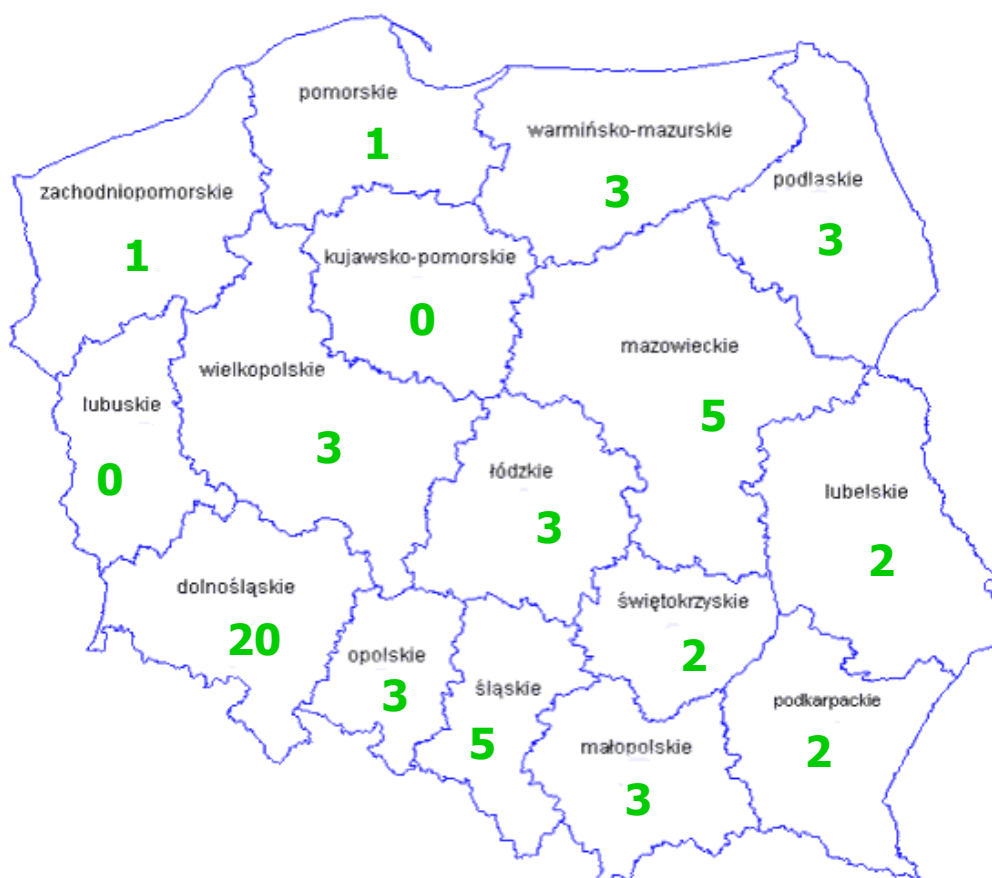 pomorskie
1
warmińsko-mazurskie
3
podlaskie
3
zachodniopomorskie
1
kujawsko-pomorskie
0
mazowieckie
5
wielkopolskie
3
lubuskie
0
łódzkie
3
lubelskie
2
dolnośląskie
20
świętokrzyskie
2
opolskie
3
śląskie
5
małopolskie
3
podkarpackie
2